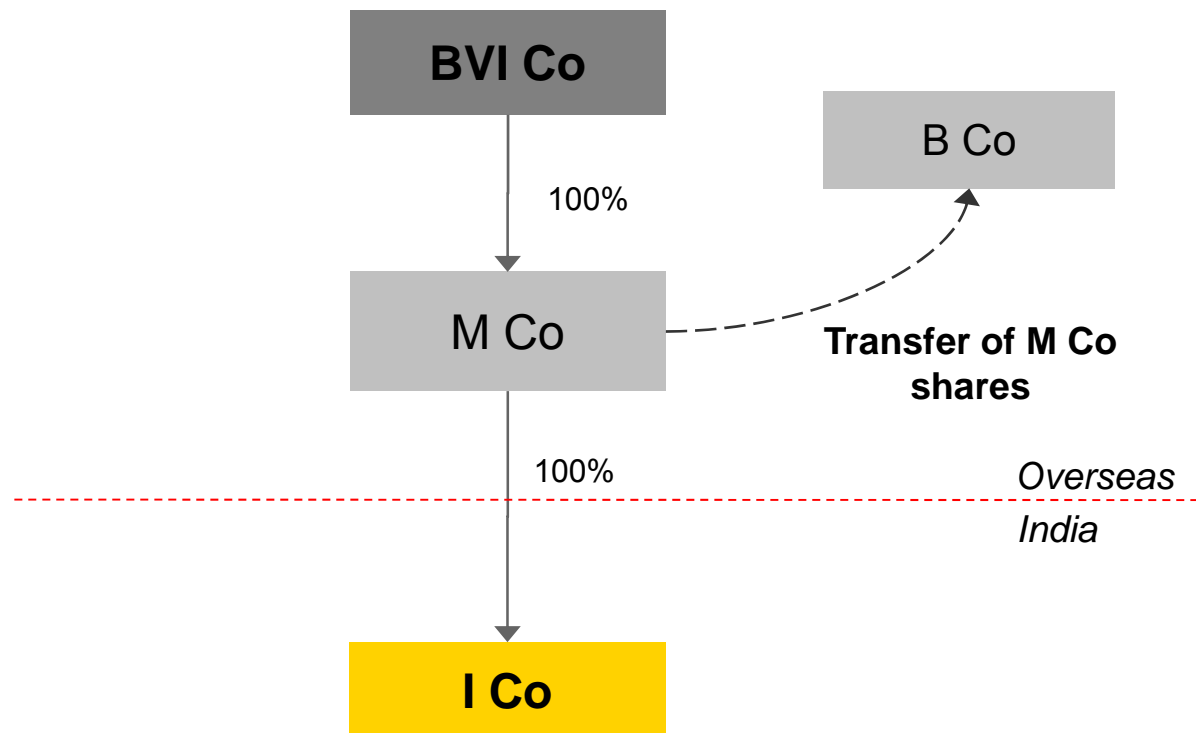 BVI Co
B Co
100%
M Co
Transfer of M Co
shares
100%
Overseas
India
I Co